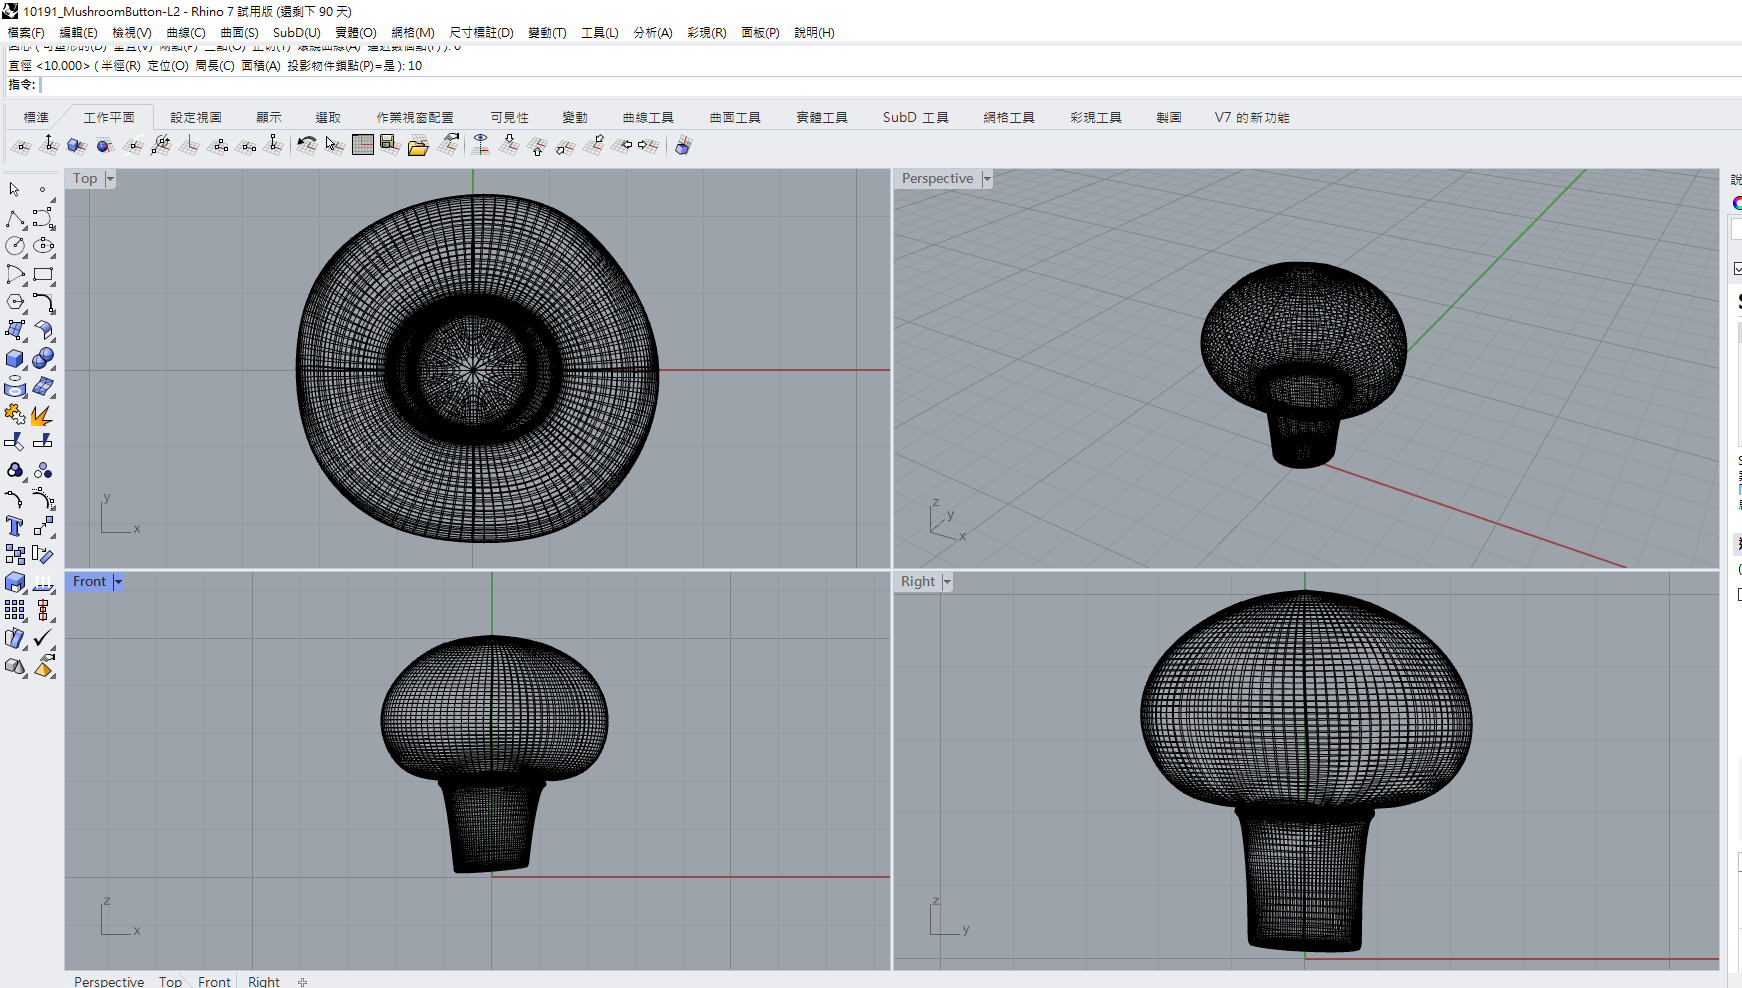 10191_MushroomButton-L2 - Rhino 7 試用版 (還剩下 90 天)
檔案(F) 編輯(E) 檢視(V) 曲線(C) 曲面(S) SubD(U) 實體(O) 網格(M) 尺寸標註(D) 變動(T) 工具(L) 分析(A) 彩現(R) 面板(P) 說明(H)
直徑 <10.000> ( 半徑(R) 定位(O) 周長(C) 面積(A) 投影物件鎖點(P)=是 ): 10
指令:
標準 工作平面 設定視圖 顯示 選取 作業視窗配置 可見性 變動 曲線工具 曲面工具 實體工具 SubD 工具 網格工具 彩現工具 製圖 V7 的新功能
Top
Perspective
y
x
z
y
x
Front
Right
z
x
z
y
Perspective Top Front Right